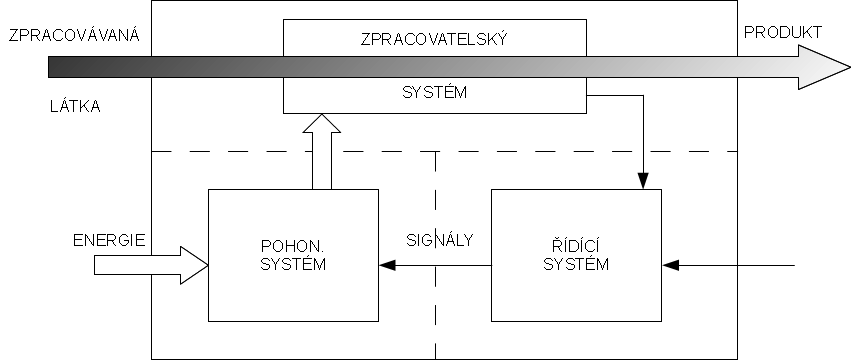 ZPRACOVÁVANÁ
LÁTKA
ZPRACOVATELSKÝ
SYSTÉM
PRODUKT
ENERGIE
POHON.
SYSTÉM
SIGNÁLY
ŘÍDÍCÍ
SYSTÉM